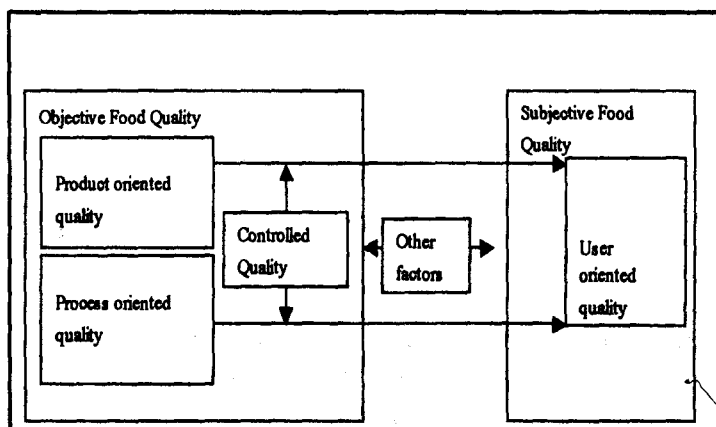 Objective Food Quality
Product oriented
quality
Process oriented
quality
Controlled
Quality
Other
factors
Subjective Food
Quality
User
oriented
quality